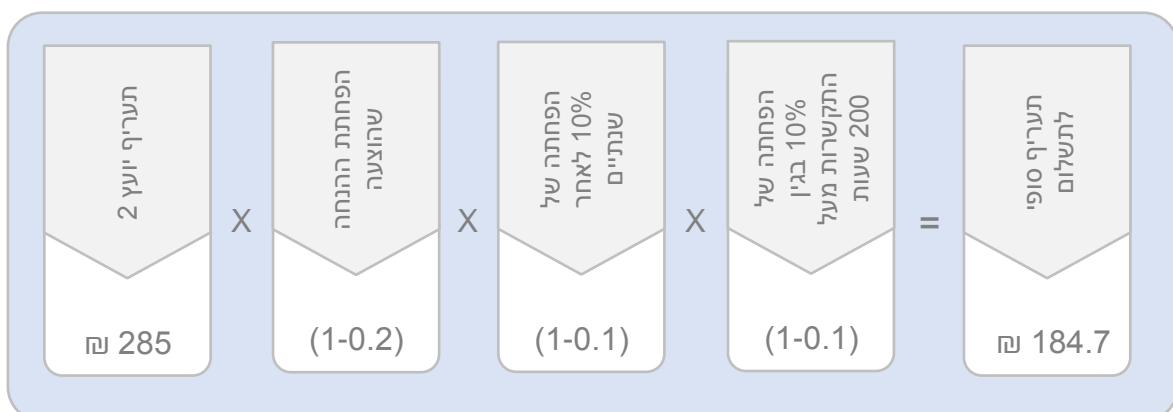 תעריף יועץ 2
285 ₪
X
הפחתת ההנחה
שהוצעה
(1-0.2)
X
הפחתה של
10% לאחר
שנתיים
(1-0.1)
X
הפחתה של
10% בגין
התקשרות מעל
200 שעות
(1-0.1)
=
תעריף סופי
לתשלום
184.7 ₪